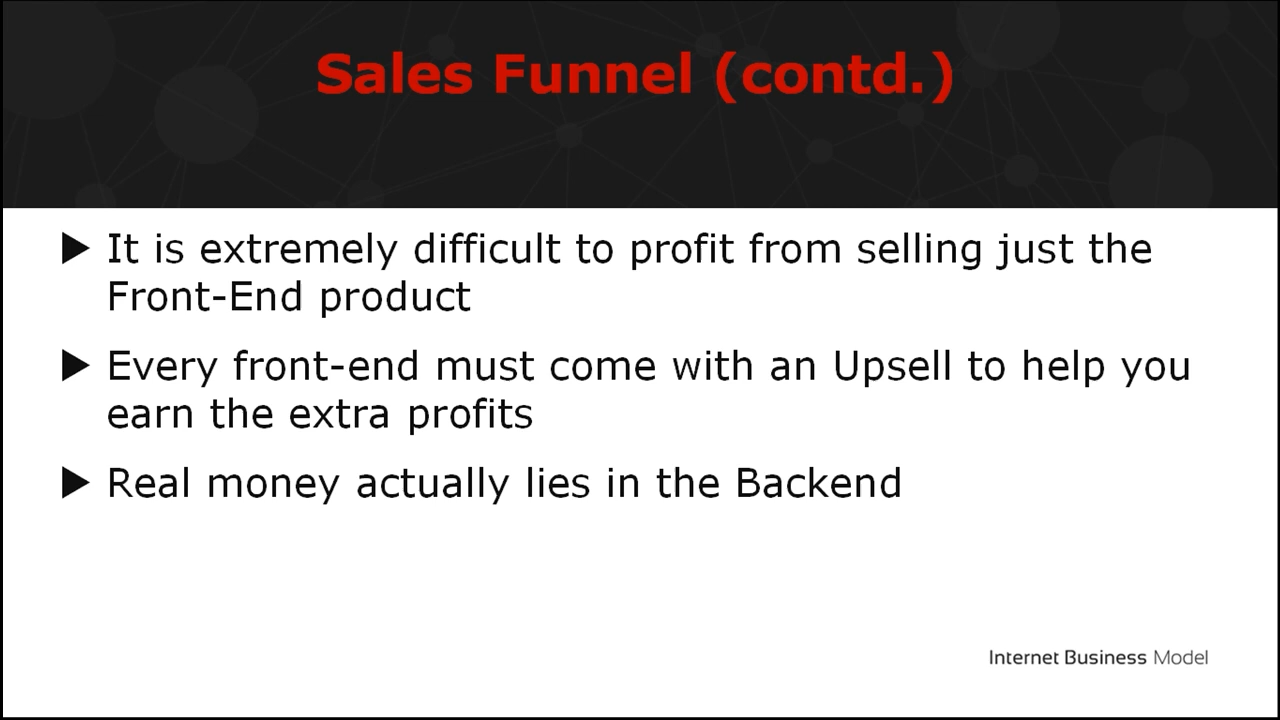 Sales Funnel (contd.)
It is extremely difficult to profit from selling just the
Front-End product
Every front-end must come with an Upsell to help you
earn the extra profits
Real money actually lies in the Backend
Internet Business Model